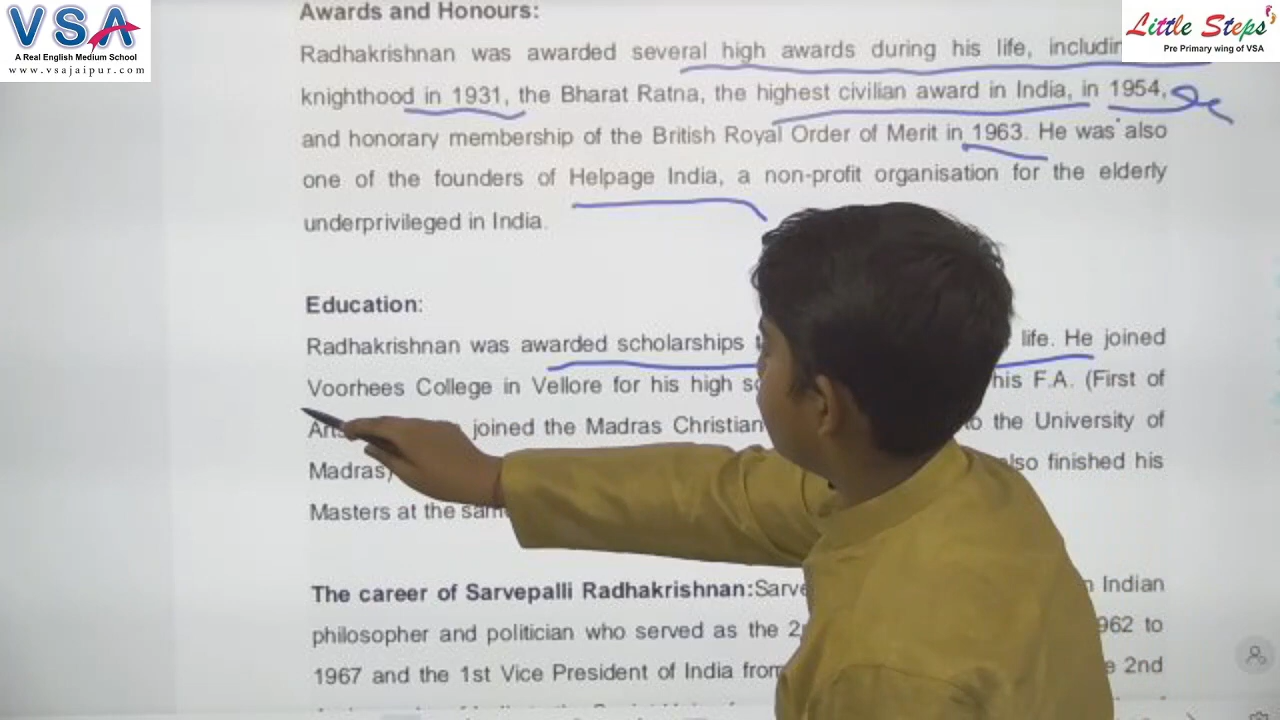 VSA
A Real English Medium School
www.vsajaipur.com
Little Steps
Pre Primary wing of VSA
Awards and Honours:
Radhakrishnan was awarded several high awards during his life,
knighthood in 1931, the Bharat Ratna, the highest civilian award in India, in 1954,
and honorary membership of the British Royal Order of Merit in 1963. He was also
one of the founders of Helpage India, a non-profit organisation for the elderly
underprivileged in India.
Education:
Radhakrishnan was awarded scholarships life. He joined
Voorhees College in Vellore for his high his F.A. (First of
joined the Madras Christian to the University of
Madras) also finished his
Masters at the same
The career of Sarvepalli Radhakrishnan: Indian
philosopher and politician who served as the 1962 to
1967 and the 1st Vice President of India from 2nd